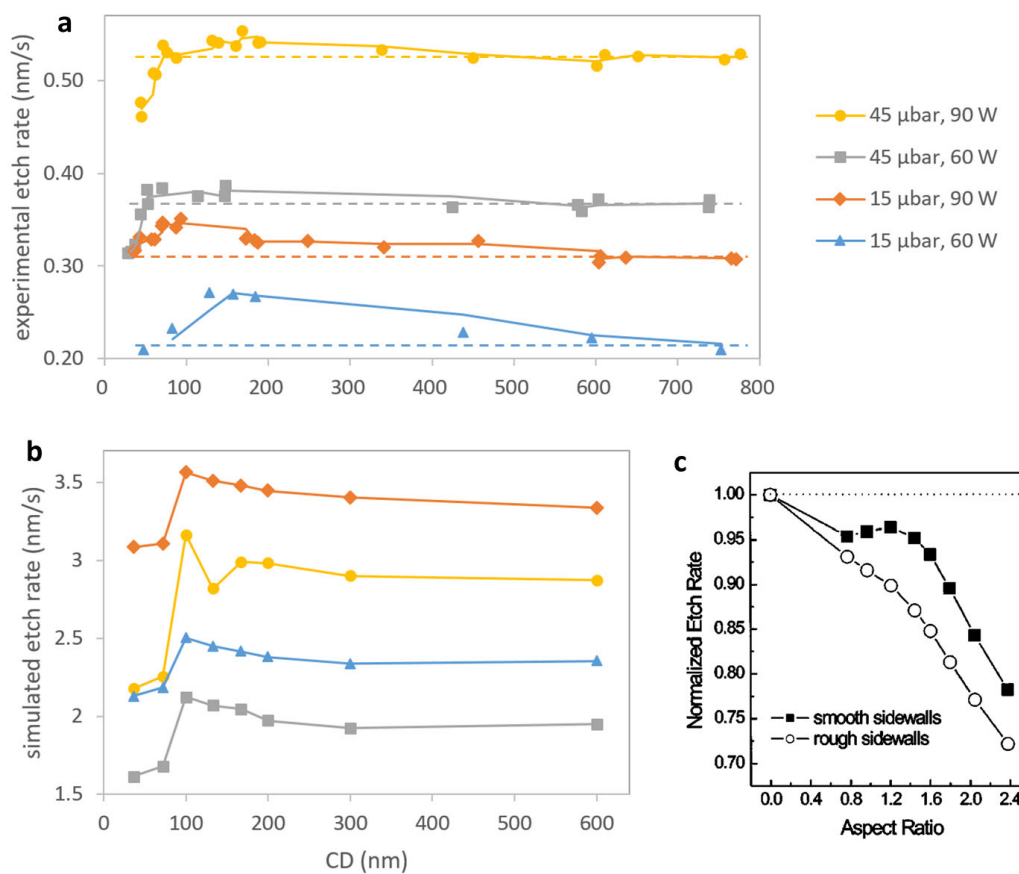 a
experimental etch rate (nm/s)
0.50
0.40
0.30
0.20
0 100 200 300 400 500 600 700 800
45 μbar, 90 W
45 μbar, 60 W
15 μbar, 90 W
15 μbar, 60 W
b
simulated etch rate (nm/s)
3.5
3
2.5
2
1.5
0 100 200 300 400 500 600
CD (nm)
c
Normalized Etch Rate
1.00
0.95
0.90
0.85
0.80
0.75
0.70
smooth sidewalls
rough sidewalls
0.0 0.4 0.8 1.2 1.6 2.0 2.4
Aspect Ratio